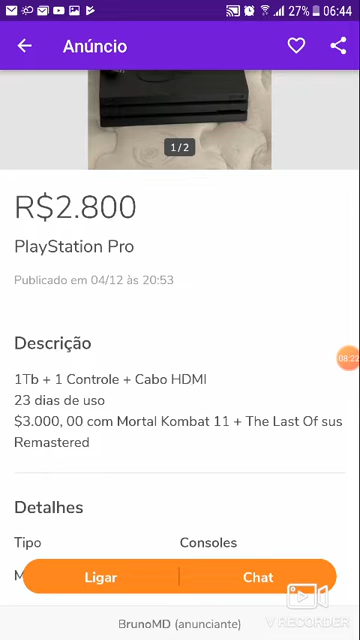 27% 06:44
Anúncio
1/2
R$2.800
PlayStation Pro
Publicado em 04/12 às 20:53
Descrição
08:22
1Tb + 1 Controle + Cabo HDMI
23 dias de uso
$3.000, 00 com Mortal Kombat 11 + The Last Of sus
Remastered
Detalhes
Tipo Consoles
M
Ligar Chat
V RECORDER
BrunoMD (anunciante)